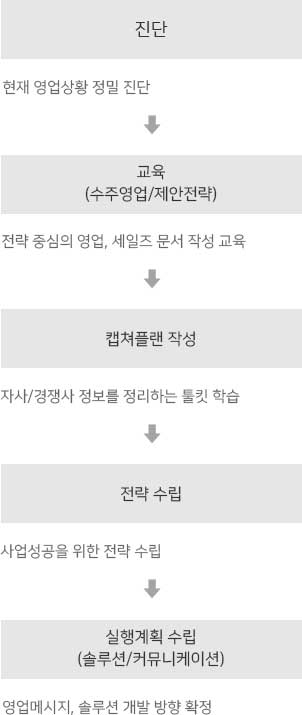 진단
현재 영업상황 정밀 진단
교육
(수주영업/제안전략)
전략 중심의 영업, 세일즈 문서 작성 교육
캡쳐플랜 작성
자사/경쟁사 정보를 정리하는 툴킷 학습
전략 수립
사업성공을 위한 전략 수립
실행계획 수립
(솔루션/커뮤니케이션)
영업메시지, 솔루션 개발 방향 확정